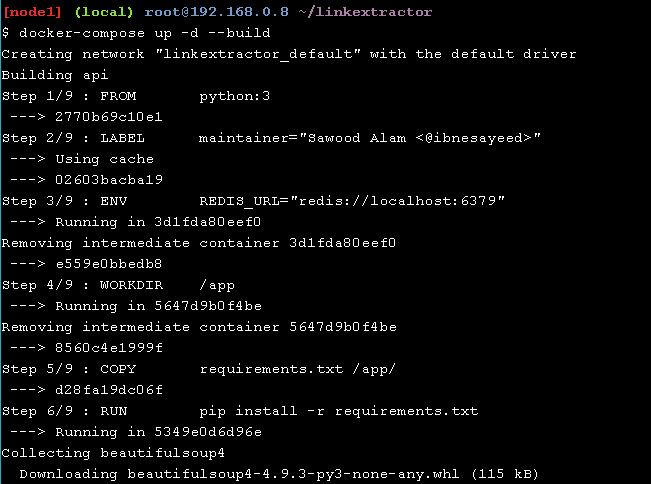 [node1] (local) root@192.168.0.8 ~/linkextractor
$ docker-compose up -d --build
Creating network "linkextractor_default" with the default driver
Building api
Step 1/9 : FROM       python:3
 ---> 2770b69c10e1
Step 2/9 : LABEL      maintainer="Sawood Alam <@ibnesayeed>"
 ---> Using cache
 ---> 02603bacba19
Step 3/9 : ENV        REDIS_URL="redis://localhost:6379"
 ---> Running in 3d1fda80eef0
Removing intermediate container 3d1fda80eef0
 ---> e559e0bbedb8
Step 4/9 : WORKDIR    /app
 ---> Running in 5647d9b0f4be
Removing intermediate container 5647d9b0f4be
 ---> 8560c4e1999f
Step 5/9 : COPY       requirements.txt /app/
 ---> d28fa19dc06f
Step 6/9 : RUN        pip install -r requirements.txt
 ---> Running in 5349e0d6d96e
Collecting beautifulsoup4
  Downloading beautifulsoup4-4.9.3-py3-none-any.whl (115 kB)